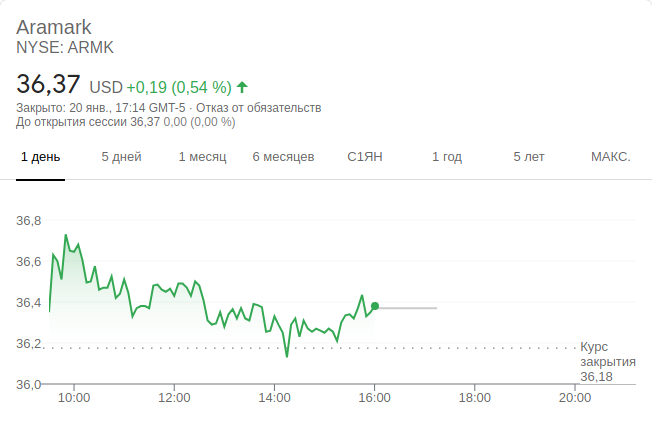 Aramark
NYSE: ARMK
36,37 USD +0,19 (0,54 %)
Закрыто: 20 янв., 17:14 GMT-5 · Отказ от обязательств
До открытия сессии 36,37 0,00 (0,00 %)
1 день 5 дней 1 месяц 6 месяцев С1ЯН 1 год 5 лет МАКС.
36,8
36,6
36,4
36,2
36,0
Курс
закрытия
36,18
10:00 12:00 14:00 16:00 18:00 20:00